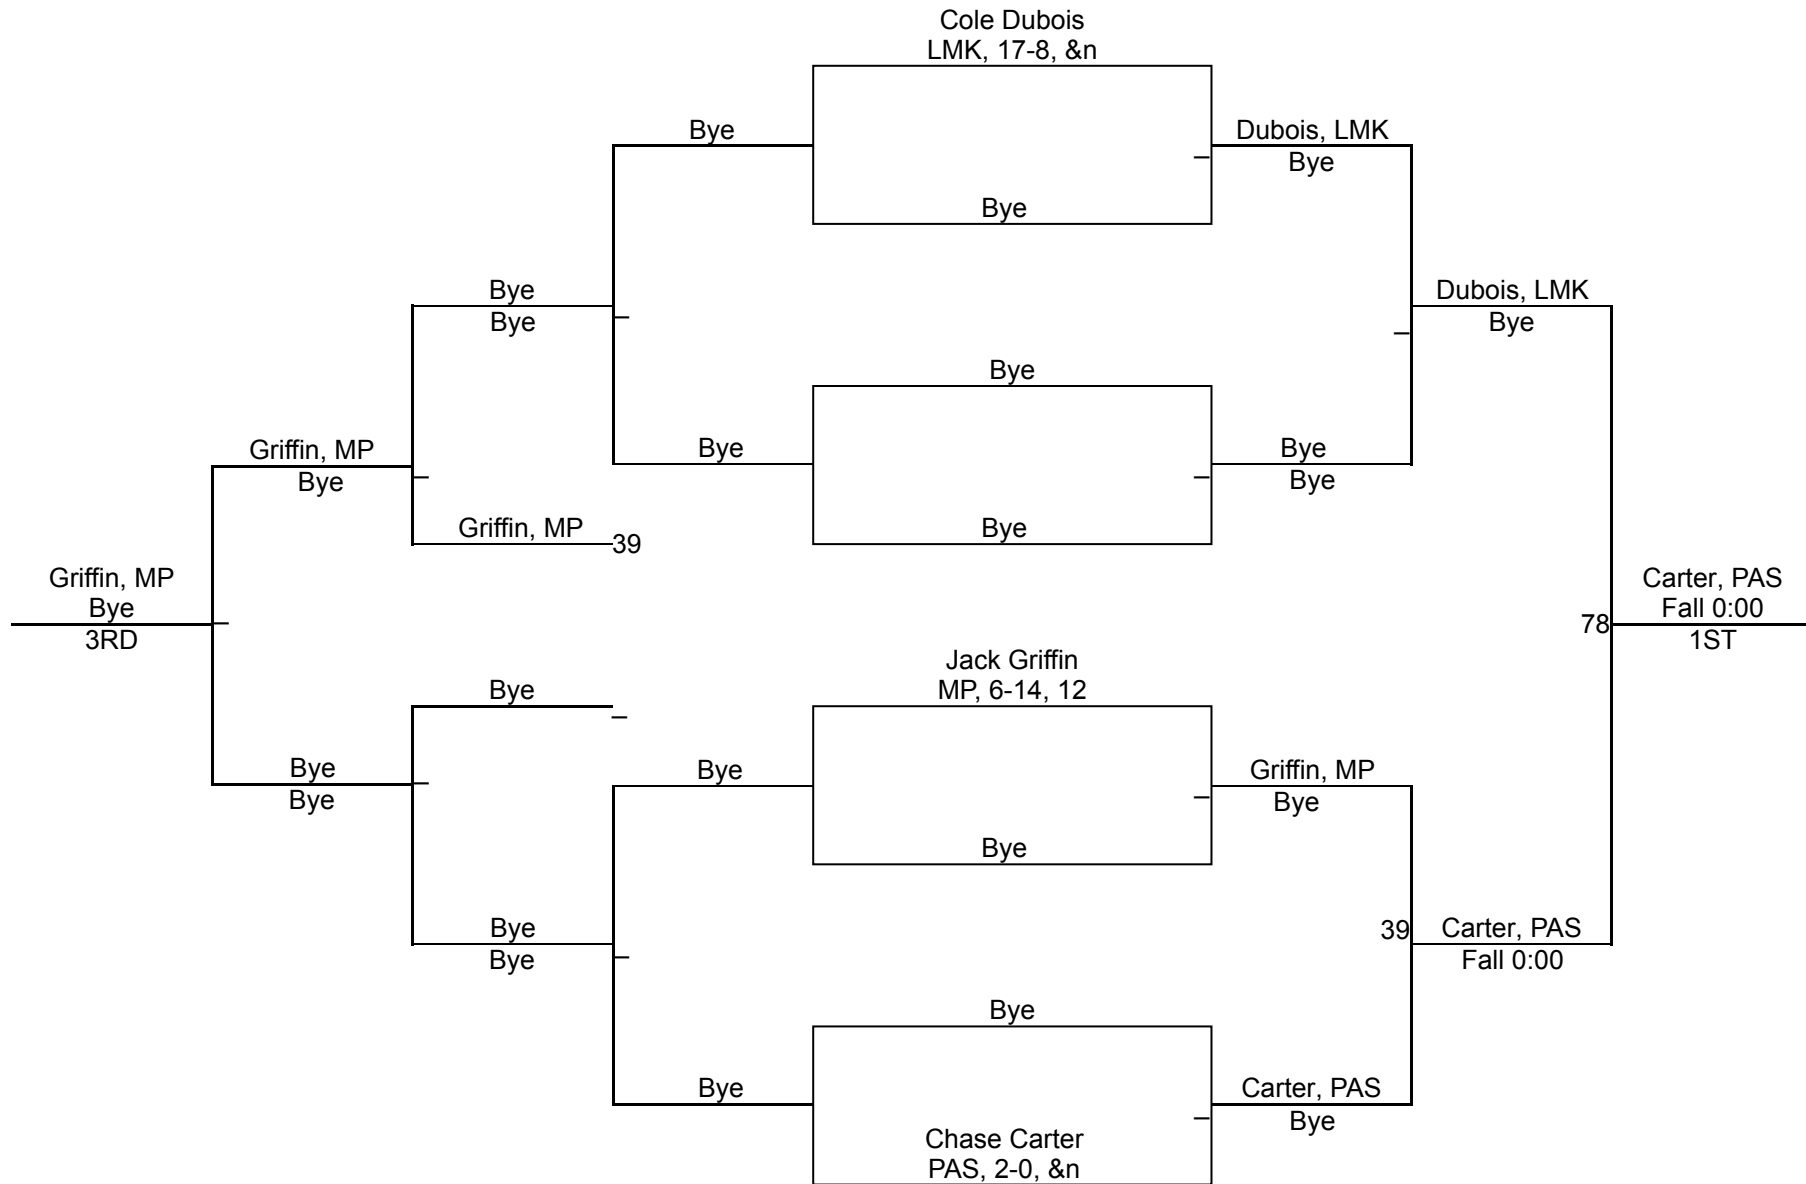 Cole Dubois
LMK, 17-8, &n
Bye
Dubois, LMK
Bye
Bye
Bye
Bye
Dubois, LMK
Bye
Bye
Griffin, MP
Bye
Bye
Bye
Bye
Griffin, MP
39
Bye
Griffin, MP
Bye
3RD
78
Carter, PAS
Fall 0:00
1ST
Jack Griffin
MP, 6-14, 12
Bye
Bye
Bye
Bye
Griffin, MP
Bye
Bye
Bye
Bye
39
Carter, PAS
Fall 0:00
Bye
Bye
Carter, PAS
Bye
Chase Carter
PAS, 2-0, &n